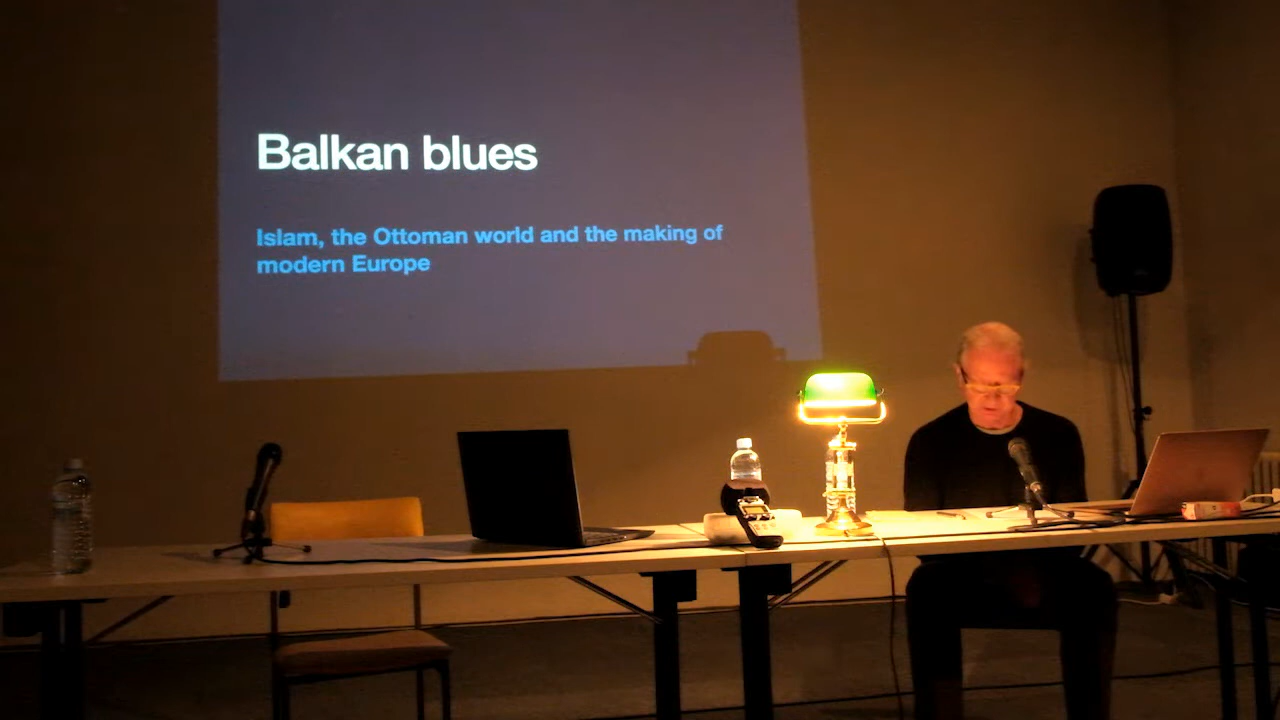 Balkan blues
Islam, the Ottoman world and the making of
modern Europe